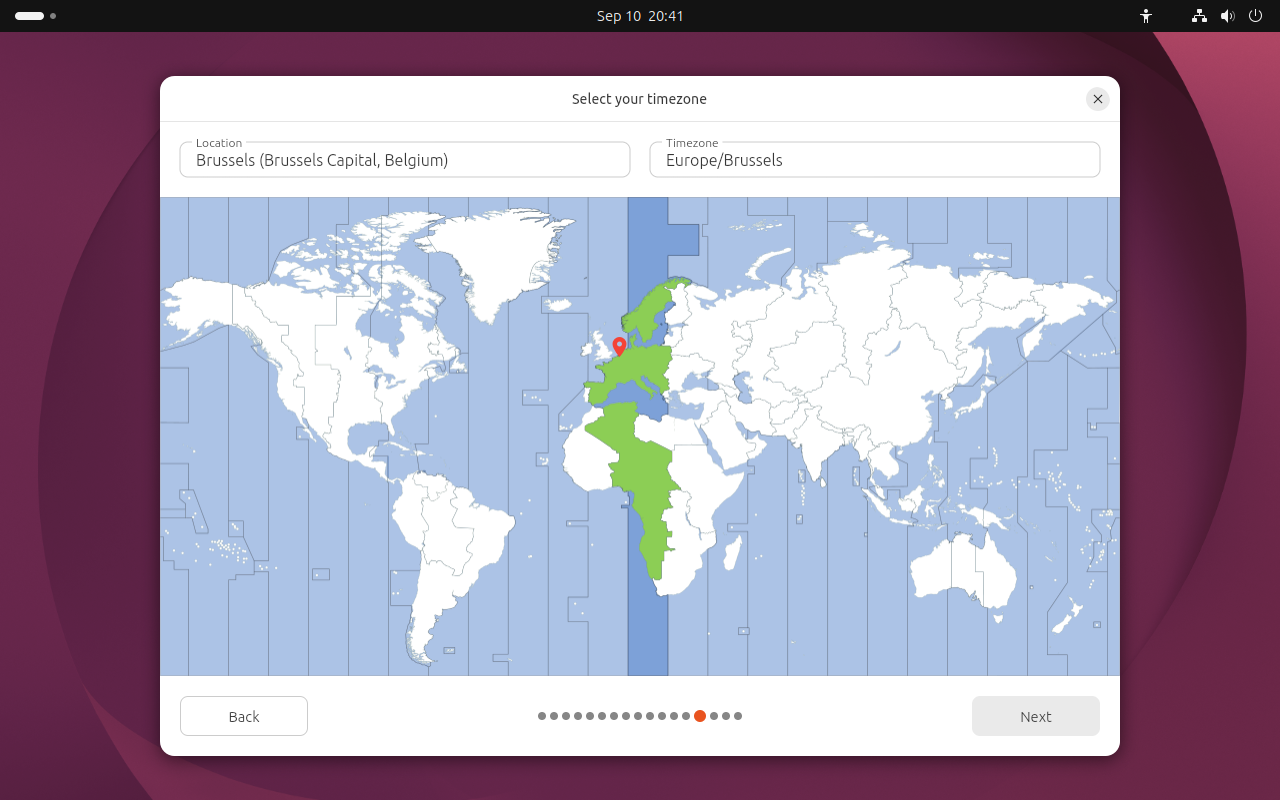 Sep 10 20:41
Select your timezone
Location
Brussels (Brussels Capital, Belgium)
Timezone
Europe/Brussels
Back
Next